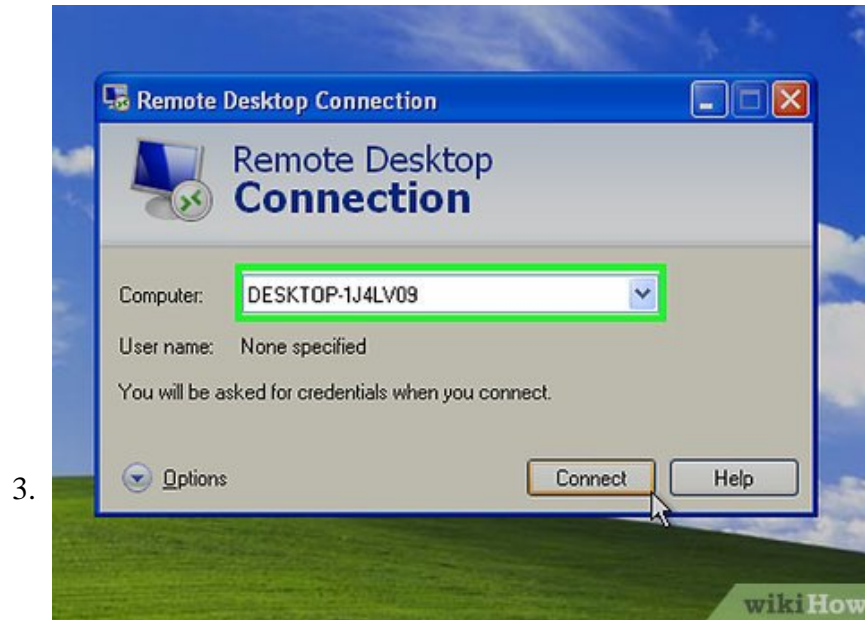 Remote Desktop Connection
Remote Desktop
Connection
Computer: DESKTOP-1J4LV09
User name: None specified
You will be asked for credentials when you connect.
3.
Options Connect Help
wikiHow